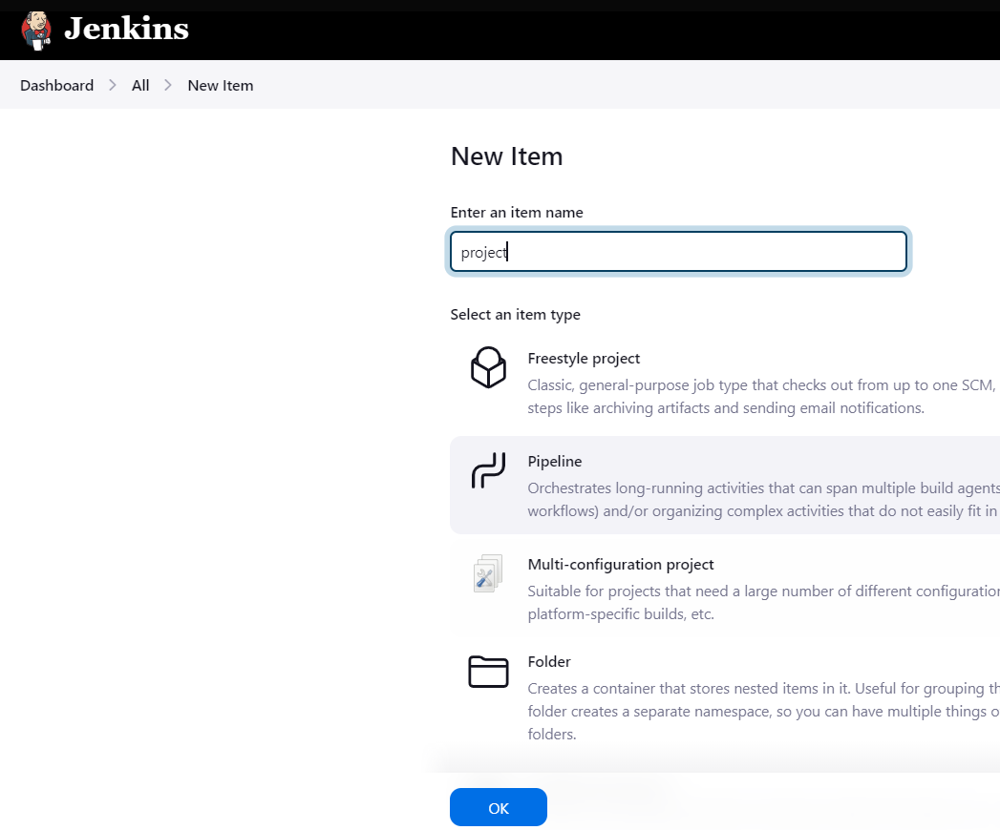 Jenkins
Dashboard > All > New Item
New Item
Enter an item name
project
Select an item type
Freestyle project
Classic, general-purpose job type that checks out from up to one SCM,
steps like archiving artifacts and sending email notifications.
Pipeline
Orchestrates long-running activities that can span multiple build agents
workflows) and/or organizing complex activities that do not easily fit in
Multi-configuration project
Suitable for projects that need a large number of different
platform-specific builds, etc.
Folder
Creates a container that stores nested items in it. Useful for grouping
folder creates a separate namespace, so you can have multiple things
folders.
OK